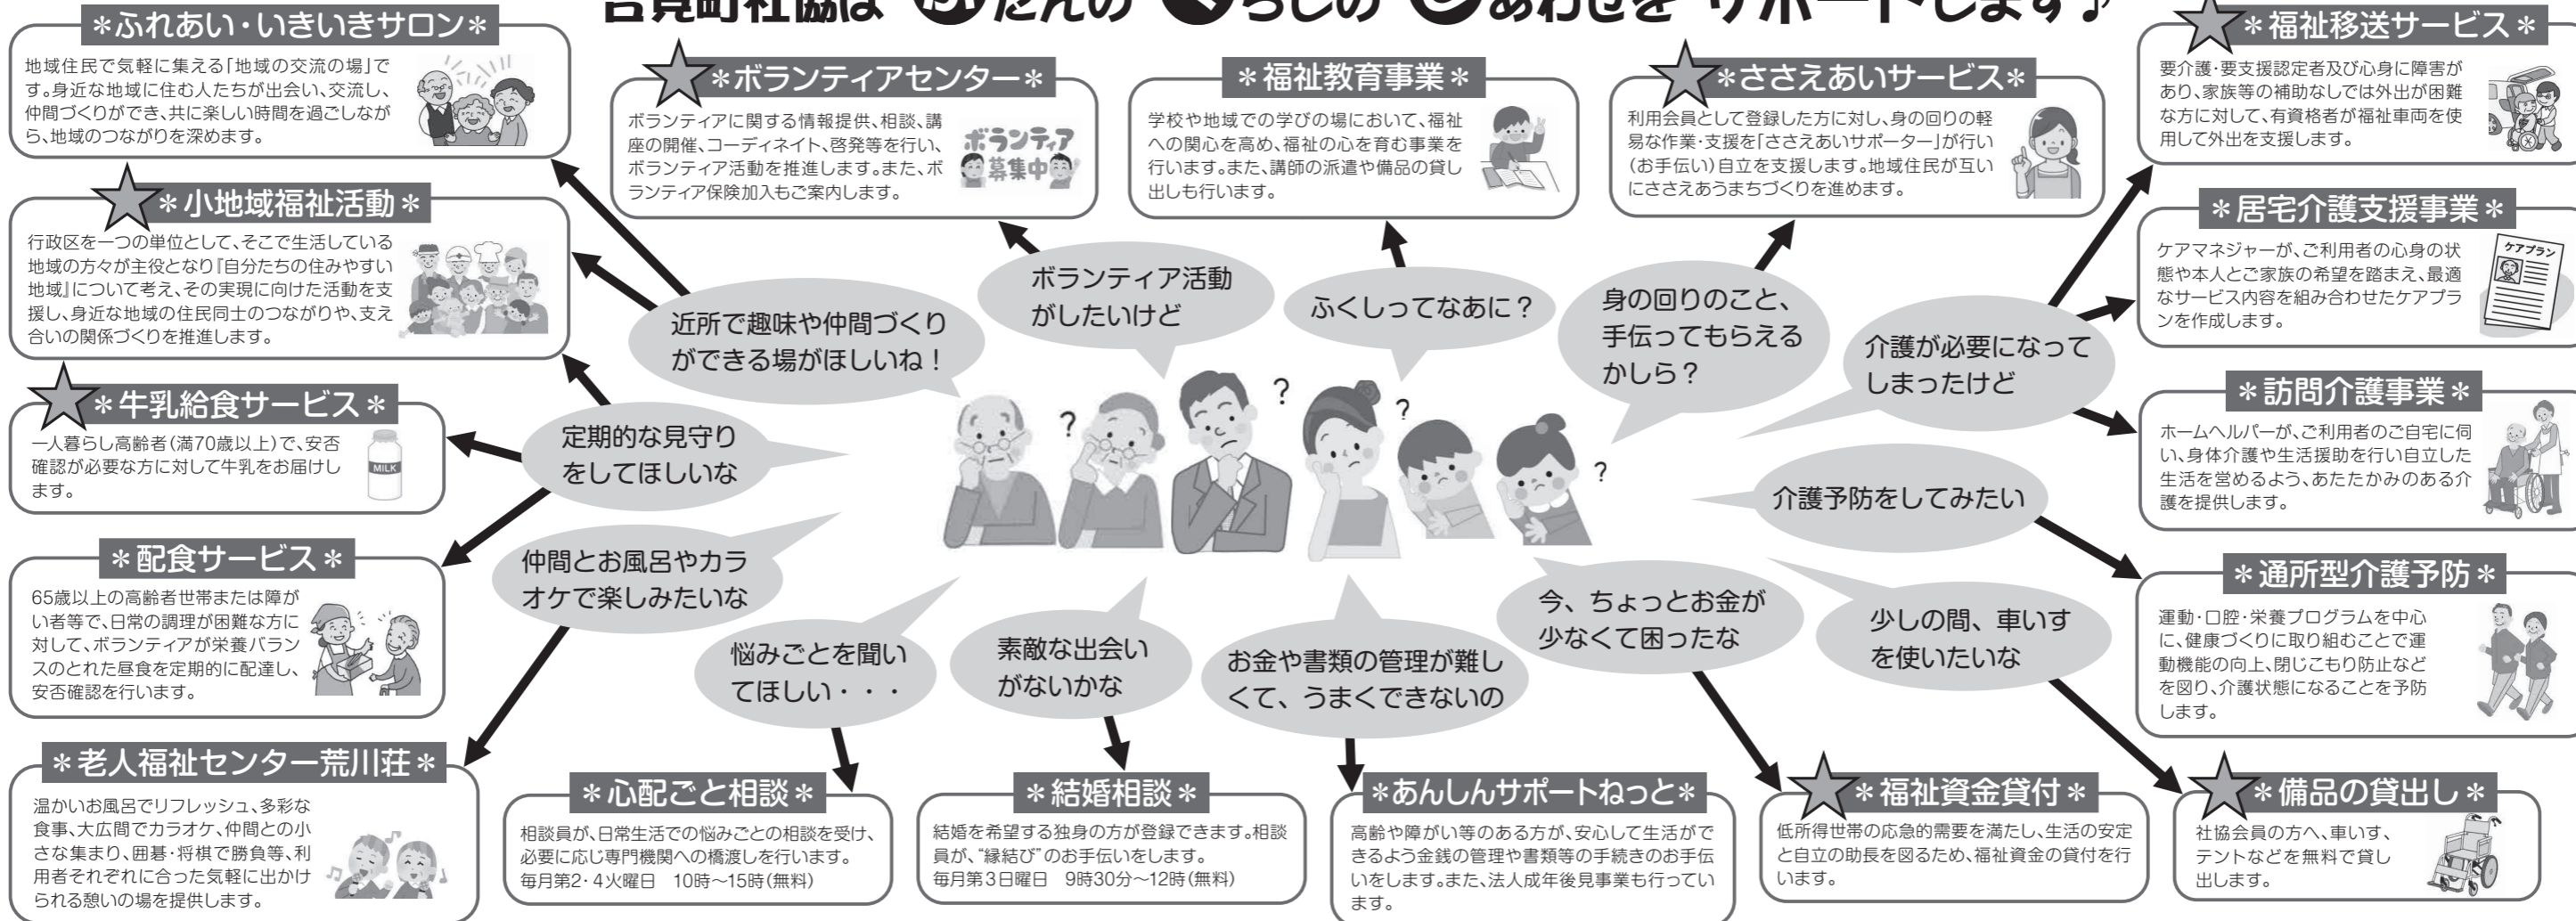 吉見町社協は "ふだんの くらしの しあわせを" サポートします♪
＊ふれあい・いきいきサロン＊
地域住民で気軽に集える「地域の交流の場」で
す。身近な地域に住む人たちが出会い、交流し、
仲間づくりができ、共に楽しい時間を過ごしなが
ら、地域のつながりを深めます。
＊ボランティアセンター＊
ボランティアに関する情報提供、相談、講
座の開催、コーディネイト、啓発等を行い、
ボランティア活動を推進します。また、ボ
ランティア保険加入もご案内します。
ボランティア
募集中
＊福祉教育事業＊
学校や地域での学びの場において、福祉
への関心を高め、福祉の心を育む事業を
行います。また、講師の派遣や備品の貸し
出しも行います。
＊ささえあいサービス＊
利用会員として登録した方に対し、身の回りの軽
易な作業・支援を「ささえあいサポーター」が行い
(お手伝い)自立を支援します。地域住民が互い
にささえあうまちづくりを進めます。
＊福祉移送サービス＊
要介護・要支援認定者及び心身に障害が
あり、家族等の補助なしでは外出が困難
な方に対して、有資格者が福祉車両を使
用して外出を支援します。
＊小地域福祉活動＊
行政区を一つの単位として、そこで生活している
地域の方々が主役となり『自分たちの住みやすい
地域』について考え、その実現に向けた活動を支
援し、身近な地域の住民同士のつながりや、支え
合いの関係づくりを推進します。
＊居宅介護支援事業＊
ケアマネジャーが、ご利用者の心身の状
態や本人とご家族の希望を踏まえ、最適
なサービス内容を組み合わせたケアプラ
ンを作成します。
ケアプラン
近所で趣味や仲間づくり
ができる場がほしいね！
ボランティア活動
がしたいけど
ふくしってなあに？
身の回りのこと、
手伝ってもらえる
かしら？
介護が必要になって
しまったけど
＊牛乳給食サービス＊
一人暮らし高齢者(満70歳以上)で、安否
確認が必要な方に対して牛乳をお届けし
ます。
MILK
定期的な見守り
をしてほしいな
?
?
?
?
＊訪問介護事業＊
ホームヘルパーが、ご利用者のご自宅に伺
い、身体介護や生活援助を行い自立した
生活を営めるよう、あたたかみのある介
護を提供します。
介護予防をしてみたい
＊配食サービス＊
65歳以上の高齢者世帯または障が
い者等で、日常の調理が困難な方に
対して、ボランティアが栄養バラン
スのとれた昼食を定期的に配達し、
安否確認を行います。
仲間とお風呂やカラ
オケで楽しみたいな
悩みごとを聞い
てほしい・・・
素敵な出会い
がないかな
お金や書類の管理が難し
くて、うまくできないの
今、ちょっとお金が
少なくて困ったな
少しの間、車いす
を使いたいな
＊通所型介護予防＊
運動・口腔・栄養プログラムを中心
に、健康づくりに取り組むことで運
動機能の向上、閉じこもり防止など
を図り、介護状態になることを予防
します。
＊老人福祉センター荒川荘＊
温かいお風呂でリフレッシュ、多彩な
食事、大広間でカラオケ、仲間との小
さな集まり、囲碁・将棋で勝負等、利
用者それぞれに合った気軽に出かけ
られる憩いの場を提供します。
＊心配ごと相談＊
相談員が、日常生活での悩みごとの相談を受け、
必要に応じ専門機関への橋渡しを行います。
毎月第2・4火曜日　10時～15時(無料)
＊結婚相談＊
結婚を希望する独身の方が登録できます。相談
員が、"縁結び"のお手伝いをします。
毎月第3日曜日　9時30分～12時(無料)
＊あんしんサポートねっと＊
高齢や障がい等のある方が、安心して生活がで
きるよう金銭の管理や書類等の手続きのお手伝
いをします。また、法人成年後見事業も行ってい
ます。
＊福祉資金貸付＊
低所得世帯の応急的需要を満たし、生活の安定
と自立の助長を図るため、福祉資金の貸付を行
います。
＊備品の貸出し＊
社協会員の方へ、車いす、
テントなどを無料で貸し
出します。